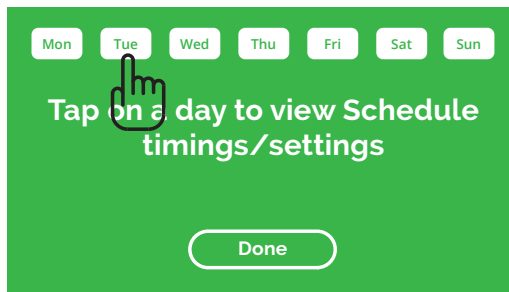 Mon Tue Wed Thu Fri Sat Sun
Tap on a day to view Schedule
timings/settings
Done